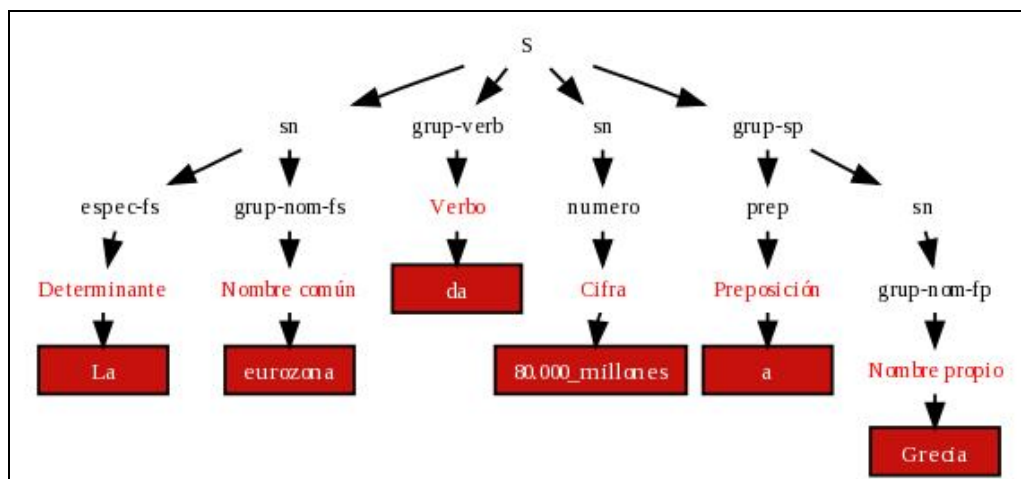 S
sn grup-verb sn grup-sp
espec-fs grup-nom-fs Verbo numero prep sn
Determinante Nombre común da Cifra Preposición grup-nom-fp
La eurozona 80.000_millones a Nombre propio
Grecia